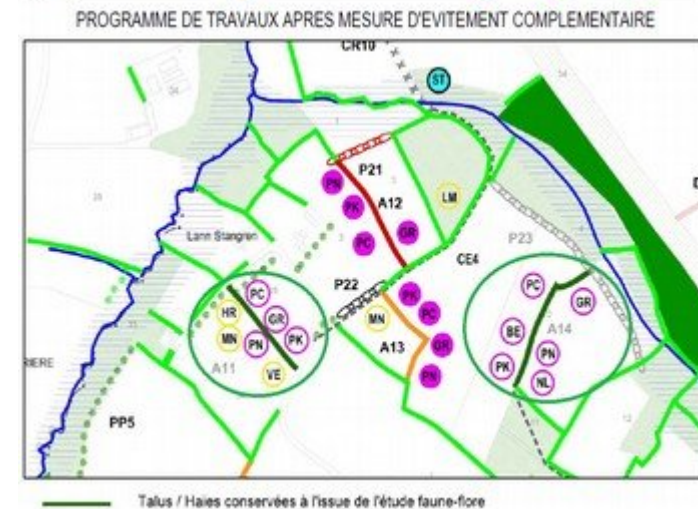 PROGRAMME DE TRAVAUX APRES MESURE D'EVITEMENT COMPLEMENTAIRE
CR10
ST
P21
PN
A12
LM
PK
Lann Stangren
PC
GR
P23
CE4
P22
PC
PC
GR
HR
GR
PK
MN
PC
MN
PN
PK
A13
GR
BE
A14
A11
VE
PN
PK
PN
NL
RIERE
PP5
Talus / Haies conservées à l'issue de l'étude faune-flore